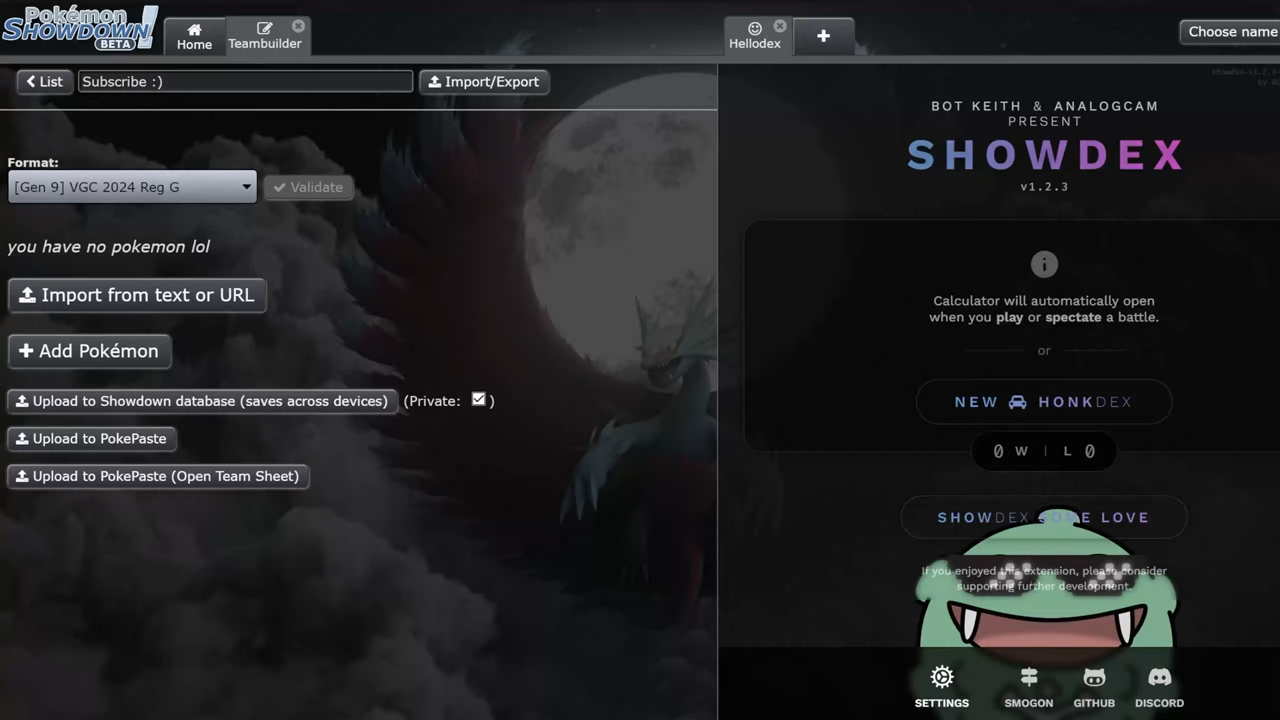 Pokémon
SHOWDOWN!
BETA
Home
Teambuilder
Hellodex
Choose name
List
Subscribe :)
Import/Export
Format:
[Gen 9] VGC 2024 Reg G
Validate
you have no pokemon lol
Import from text or URL
Add Pokémon
Upload to Showdown database (saves across devices)
(Private: )
Upload to PokePaste
Upload to PokePaste (Open Team Sheet)
BOT KEITH & ANALOGCAM
PRESENT
SHOWDEX
v1.2.3
Calculator will automatically open
when you play or spectate a battle.
or
NEW HONKDEX
0 W | L 0
SHOWDEX SOME LOVE
If you enjoyed this extension, please consider
supporting further development.
SETTINGS
SMOGON
GITHUB
DISCORD